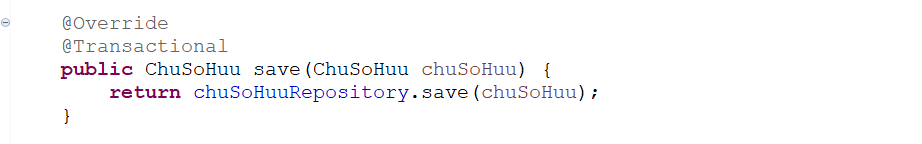 @Override
@Transactional
public ChuSoHuu save(ChuSoHuu chuSoHuu) {
return chuSoHuuRepository.save(chuSoHuu);
}